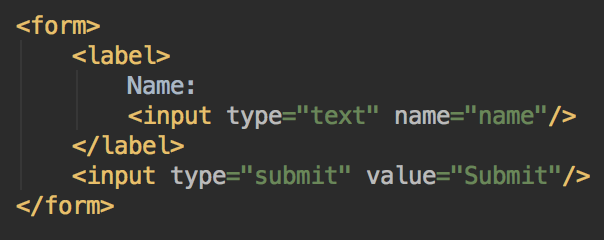 <form>
<label>
Name:
<input type="text" name="name"/>
</label>
<input type="submit" value="Submit"/>
</form>